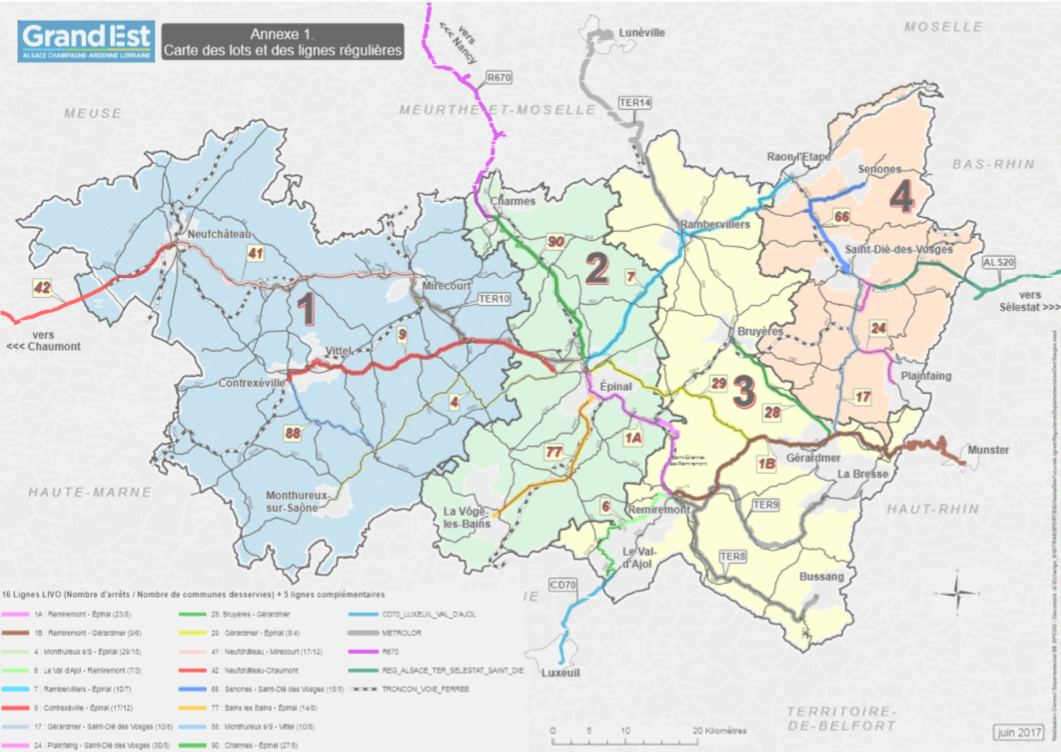 GrandEst
ALSACE CHAMPAGNE-ARDENNE LORRAINE
Annexe 1.
Carte des lots et des lignes régulières
vers
<<< Nancy
Lunéville
MOSELLE
R670
MEUSE
MEURTHE-ET-MOSELLE
TER14
BAS-RHIN
Raon-l'Etape
Senones
4
Charmes
66
Neufchâteau
Rambervillers
41
90
2
Saint-Dié-des-Vosges
ALS20
42
7
Mirecourt
vers
Sélestat >>>
TER10
1
vers
<<< Chaumont
9
Bruyères
24
Vittel
Contrexéville
Épinal
29
3
Plainfaing
4
28
17
88
1A
77
1B
Gérardmer
Munster
La Bresse
HAUTE-MARNE
Monthureux-
sur-Saône
La Vôge-
les-Bains
6
Remiremont
TER9
HAUT-RHIN
Le Val-
d'Ajol
TER8
Bussang
CD70
IE
Luxeuil
TERRITOIRE-
DE-BELFORT
0 5 10 20 Kilomètres
juin 2017
16 Lignes LIVO (Nombre d'arrêts / Nombre de communes desservies) + 5 lignes complémentaires
1A : Remiremont - Épinal (23/8)
1B : Remiremont - Gérardmer (9/6)
4 : Monthureux s/S - Épinal (29/18)
6 : Le Val d'Ajol - Remiremont (7/3)
7 : Rambervillers - Épinal (10/7)
9 : Contrexéville - Épinal (17/12)
17 : Gérardmer - Saint-Dié des Vosges (10/6)
24 : Plainfaing - Saint-Dié des Vosges (30/8)
28: Bruyères - Gérardmer
29 : Gérardmer - Épinal (8/4)
41 : Neufchâteau - Mirecourt (17/12)
42 : Neufchâteau-Chaumont
66 : Senones - Saint-Dié des Vosges (18/5)
77 : Bains les Bains - Épinal (14/6)
88 : Monthureux s/S - Vittel (10/8)
90 : Charmes - Épinal (27/6)
CD70_LUXEUIL_VAL_D'AJOL
METROLOR
R670
REG_ALSACE_TER_SELESTAT_SAINT_DIE
TRONCON_VOIE_FERREE